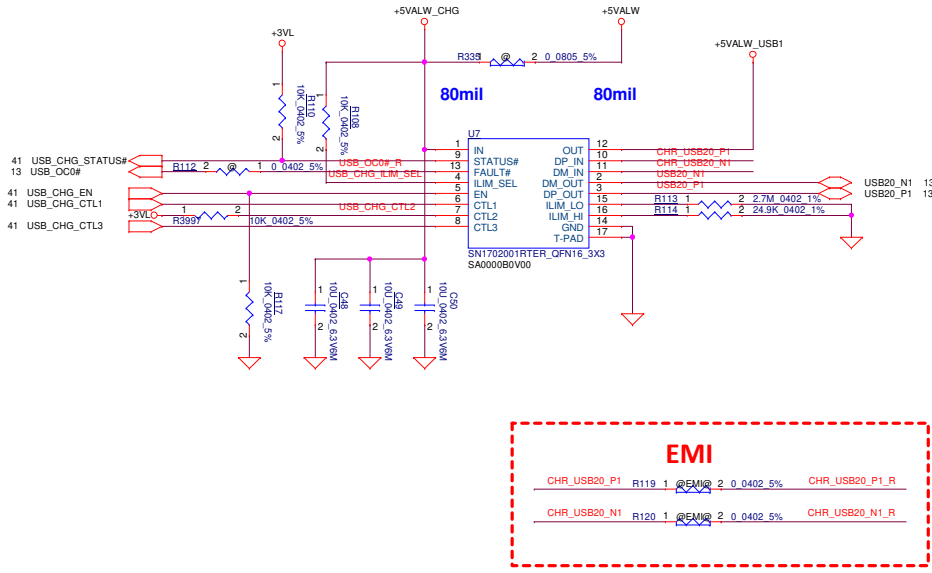 +5VALW_CHG
+5VALW
+3VL
+5VALW_USB1
R335 1 @ 2 0_0805_5%
80mil
80mil
1
R110
10K_0402_5%
2
1
R108
10K_0402_5%
2
U7
1 IN
9 STATUS#
13 FAULT#
4 ILIM_SEL
5 EN
6 CTL1
7 CTL2
8 CTL3
OUT 12
DP_IN 10
DM_IN 11
DM_OUT 2
DP_OUT 3
ILIM_LO 15
ILIM_HI 16
GND 14
T-PAD 17
SN1702001RTER_QFN16_3X3
SA0000B0V00
41 USB_CHG_STATUS#
13 USB_OC0#
R112 2 @ 1 0_0402_5%
USB_OC0#_R
USB_CHG_ILIM_SEL
41 USB_CHG_EN
41 USB_CHG_CTL1
+3VL
R3997 1 2 10K_0402_5%
USB_CHG_CTL2
41 USB_CHG_CTL3
CHR_USB20_P1
CHR_USB20_N1
USB20_N1
USB20_P1
USB20_N1 13
USB20_P1 13
R113 1 2 2.7M_0402_1%
R114 1 2 24.9K_0402_1%
1
R117
10K_0402_5%
2
1
C48
10U_0402_6.3V6M
2
1
C49
10U_0402_6.3V6M
2
1
C50
10U_0402_6.3V6M
2
EMI
CHR_USB20_P1 R119 1 @EMI@ 2 0_0402_5% CHR_USB20_P1_R
CHR_USB20_N1 R120 1 @EMI@ 2 0_0402_5% CHR_USB20_N1_R